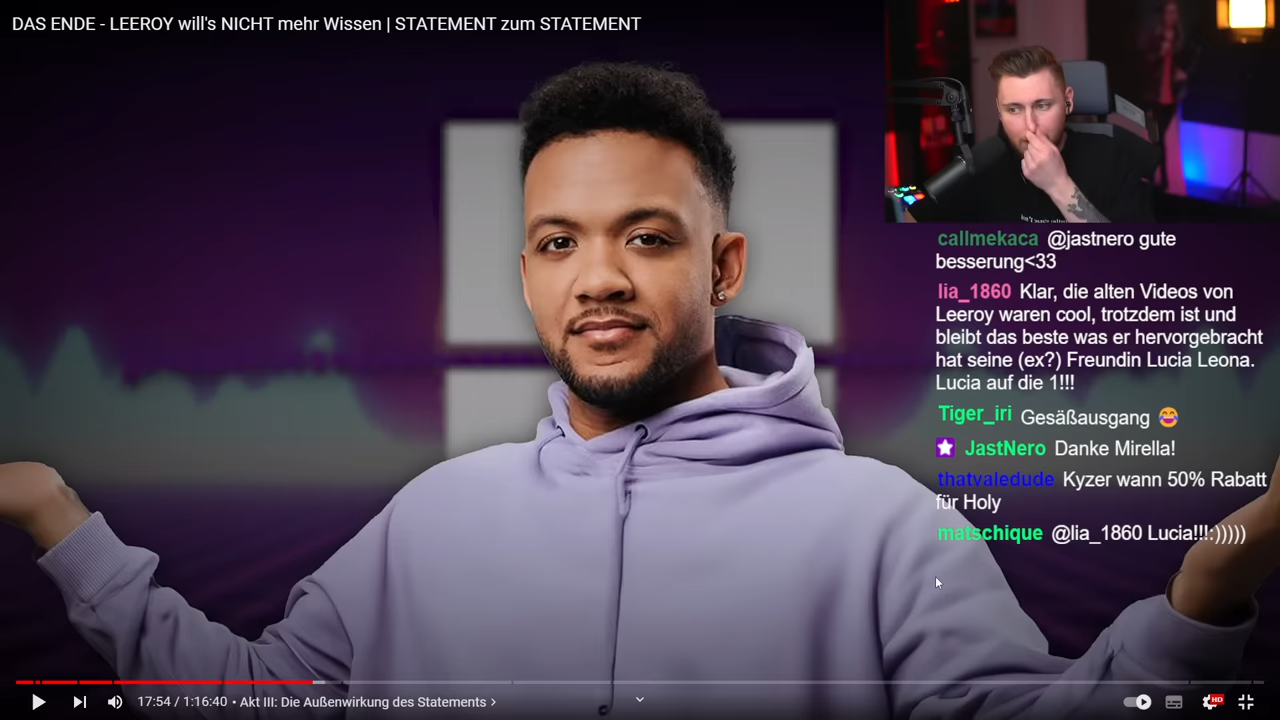 DAS ENDE - LEEROY will's NICHT mehr Wissen | STATEMENT zum STATEMENT
callmekaca @jastnero gute
besserung<33
lia_1860 Klar, die alten Videos von
Leeroy waren cool, trotzdem ist und
bleibt das beste was er hervorgebracht
hat seine (ex?) Freundin Lucia Leona.
Lucia auf die 1!!!
Tiger_iri Gesäßausgang 😂
JastNero Danke Mirella!
thatvaledude Kyzer wann 50% Rabatt
für Holy
matschique @lia_1860 Lucia!!!:)))))
17:54 / 1:16:40 • Akt III: Die Außenwirkung des Statements >
HD